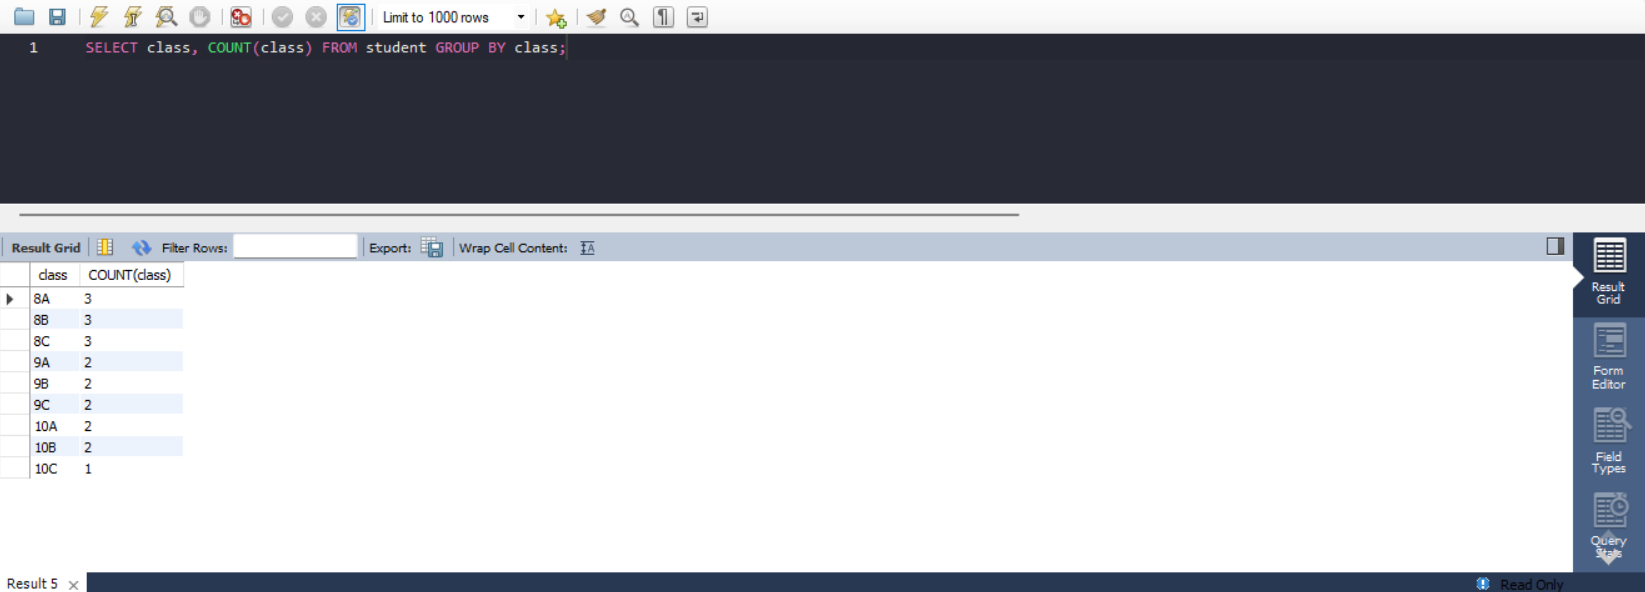 Limit to 1000 rows
1 SELECT class, COUNT(class) FROM student GROUP BY class;
Result Grid Filter Rows: Export: Wrap Cell Content:
class COUNT(class)
8A 3
8B 3
8C 3
9A 2
9B 2
9C 2
10A 2
10B 2
10C 1
Result
Grid
Form
Editor
Field
Types
Query
Stats
Result 5
Read Only